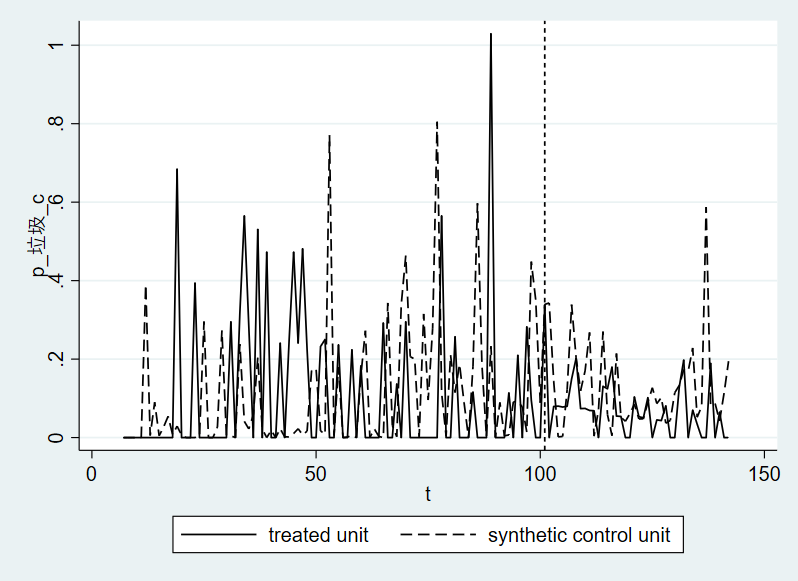 p_垃圾_c
1
.8
.6
.4
.2
0
0 50 100 150
t
treated unit synthetic control unit